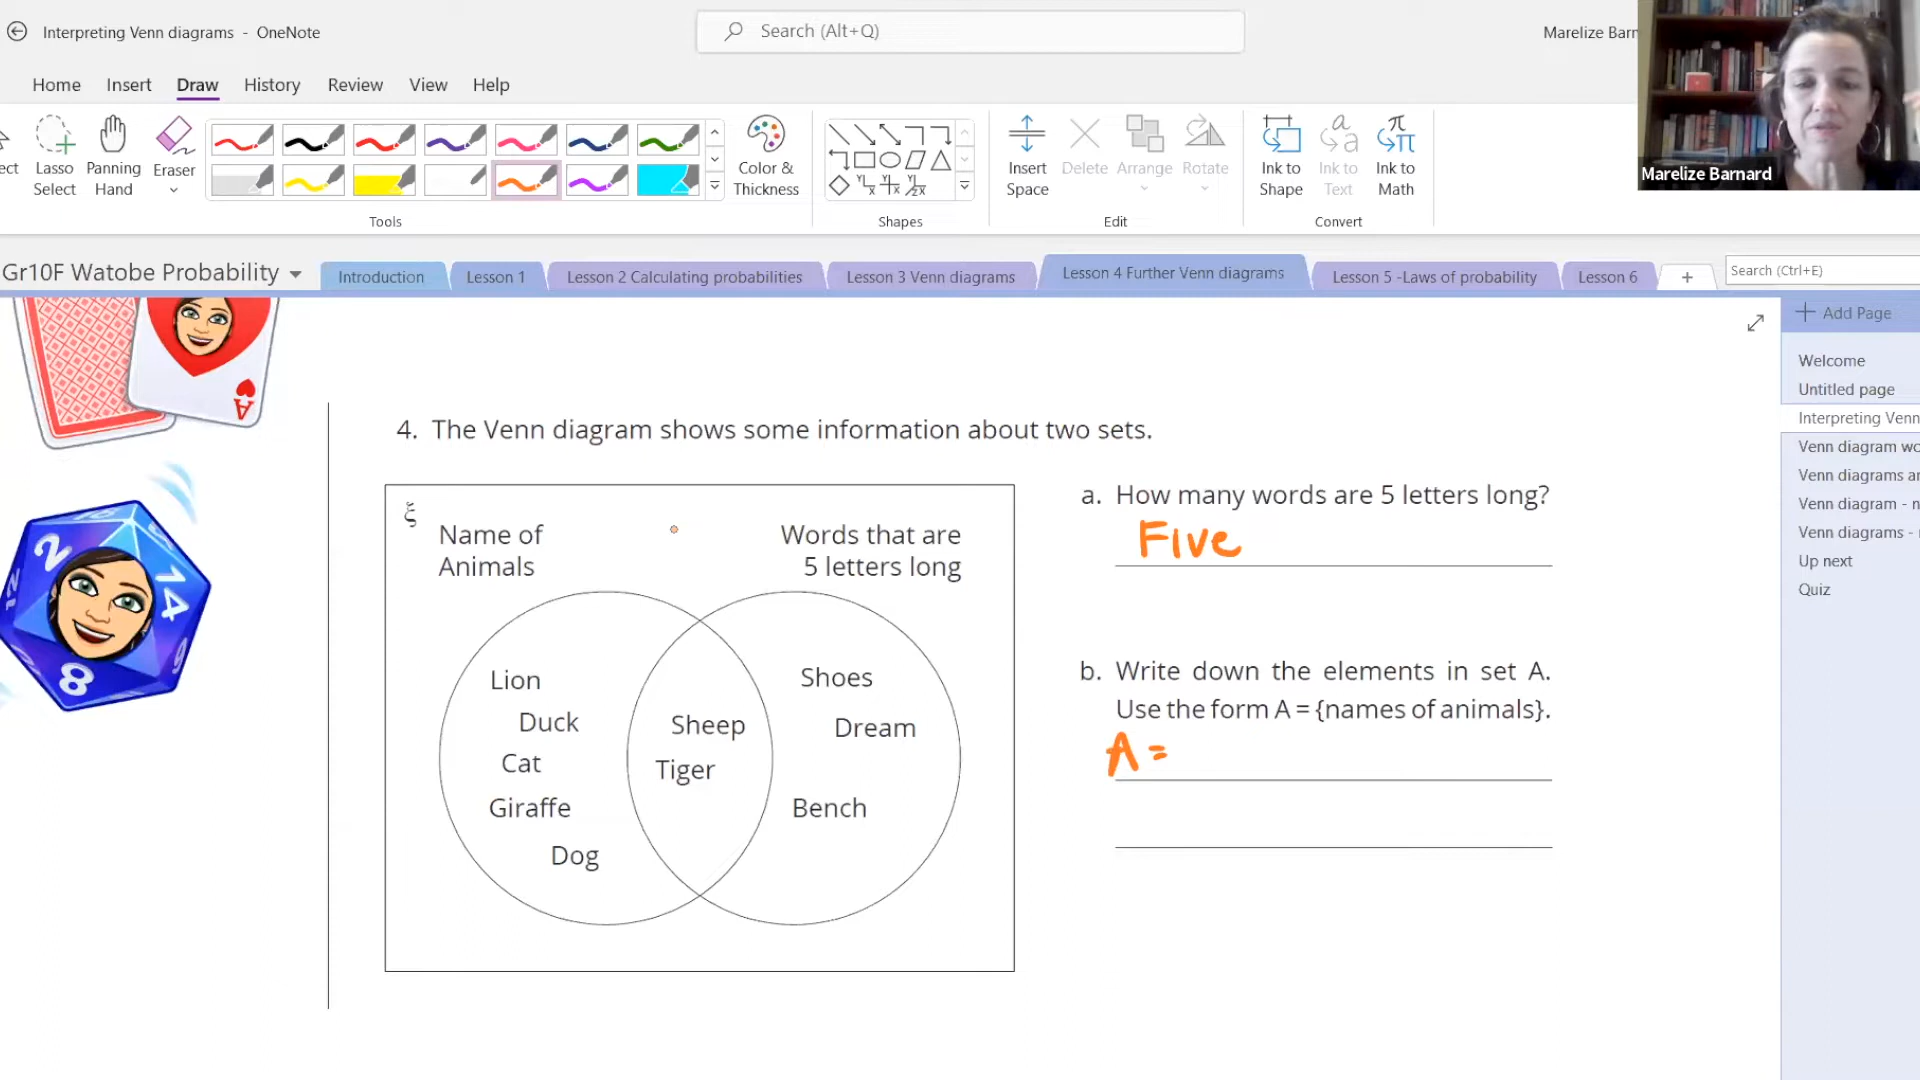 Interpreting Venn diagrams - OneNote
Search (Alt+Q)
Marelize Barn
Home Insert Draw History Review View Help
Lasso Select
Panning Hand
Eraser
Color & Thickness
Insert Space
Delete
Arrange
Rotate
Ink to Shape
Ink to Text
Ink to Math
Tools
Shapes
Edit
Convert
Marelize Barnard
Gr10F Watobe Probability
Introduction
Lesson 1
Lesson 2 Calculating probabilities
Lesson 3 Venn diagrams
Lesson 4 Further Venn diagrams
Lesson 5 -Laws of probability
Lesson 6
+
Search (Ctrl+E)
Add Page
Welcome
Untitled page
Interpreting Venn
Venn diagram wo
Venn diagrams a
Venn diagram - n
Venn diagrams -
Up next
Quiz
A
2
14
12
8
4. The Venn diagram shows some information about two sets.
ξ
Name of
Animals
Words that are
5 letters long
Lion
Duck
Cat
Giraffe
Dog
Sheep
Tiger
Shoes
Dream
Bench
a. How many words are 5 letters long?
Five
b. Write down the elements in set A.
Use the form A = {names of animals}.
A =